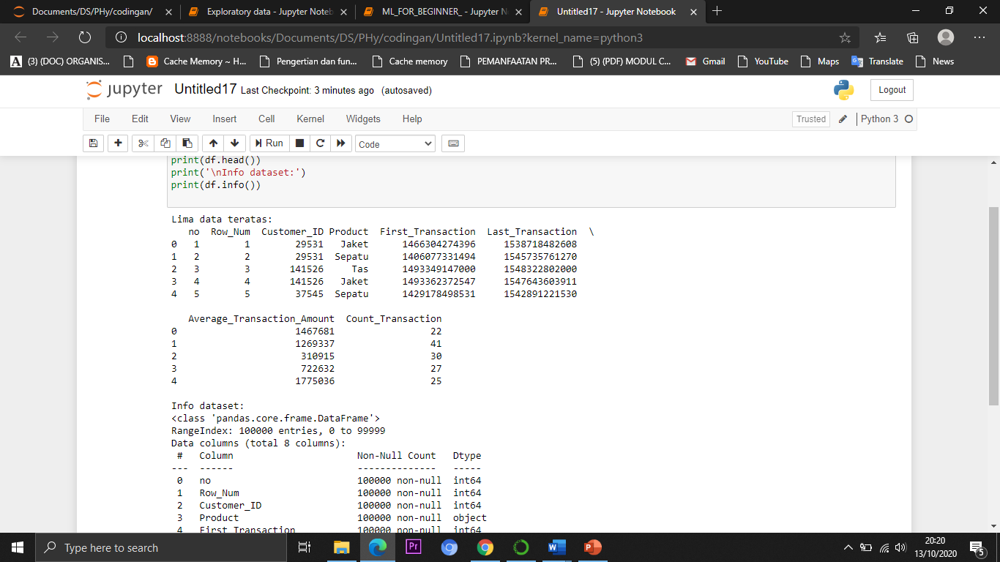 Documents/DS/PHy/codingan/
Exploratory data - Jupyter Noteb
ML_FOR_BEGINNER_ - Jupyter N
Untitled17 - Jupyter Notebook
localhost:8888/notebooks/Documents/DS/PHy/codingan/Untitled17.ipynb?kernel_name=python3
A (3) (DOC) ORGANIS...
Cache Memory ~ H...
Pengertian dan fun...
Cache memory
PEMANFAATAN PR...
(5) (PDF) MODUL C...
Gmail
YouTube
Maps
Translate
News
jupyter Untitled17 Last Checkpoint: 3 minutes ago (autosaved)
Logout
File Edit View Insert Cell Kernel Widgets Help
Trusted
Python 3
Run
Code
print(df.head())
print('\nInfo dataset:')
print(df.info())
Lima data teratas:
no Row_Num Customer_ID Product First_Transaction Last_Transaction \
0 1 1 29531 Jaket 1466304274396 1538718482608
1 2 2 29531 Sepatu 1406077331494 1545735761270
2 3 3 141526 Tas 1493349147000 1548322802000
3 4 4 141526 Jaket 1493362372547 1547643603911
4 5 5 37545 Sepatu 1429178498531 1542891221530
Average_Transaction_Amount Count_Transaction
0 1467681 22
1 1269337 41
2 310915 30
3 722632 27
4 1775036 25
Info dataset:
<class 'pandas.core.frame.DataFrame'>
RangeIndex: 100000 entries, 0 to 99999
Data columns (total 8 columns):
# Column Non-Null Count Dtype
--- ------ -------------- -----
0 no 100000 non-null int64
1 Row_Num 100000 non-null int64
2 Customer_ID 100000 non-null int64
3 Product 100000 non-null object
4 First_Transaction 100000 non-null int64
Type here to search
Pr
W
P
20:20
13/10/2020
5